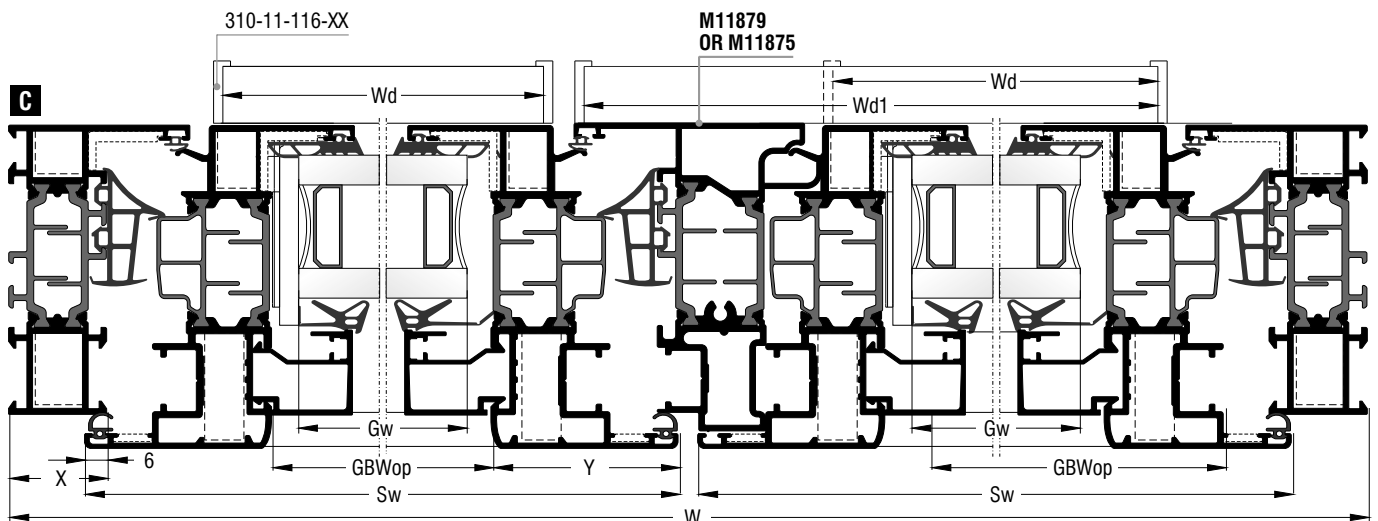 310-11-116-XX
M11879
OR M11875
C
Wd
Wd
Wd1
Gw
Gw
6
X
GBWop
Y
GBWop
Sw
Sw
W